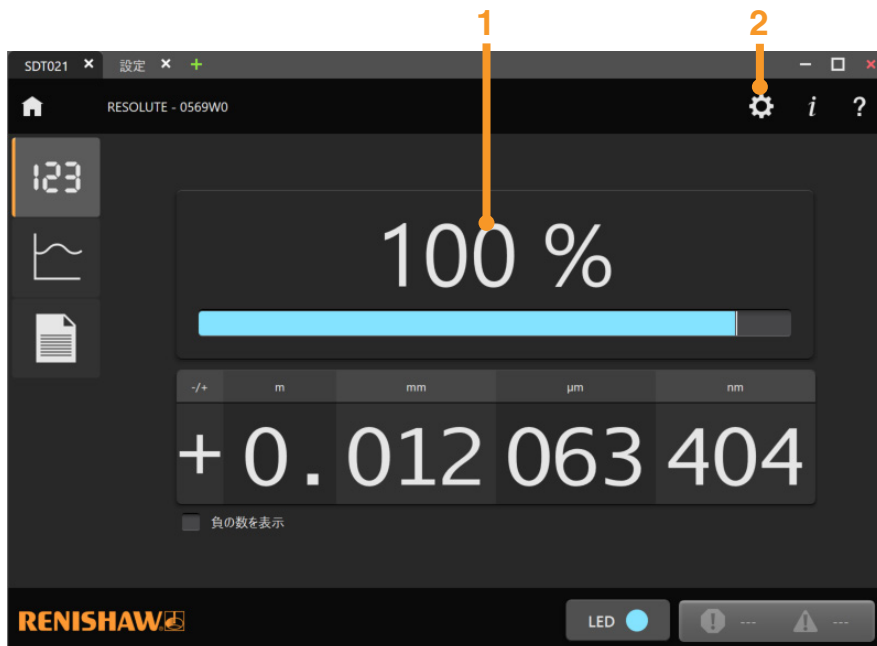 1 2
SDT021 × 設定 × +
RESOLUTE - 0569W0 i ?
123
100 %
-/+ m mm µm nm
+ 0. 012 063 404
負の数を表示
RENISHAW LED --- ---